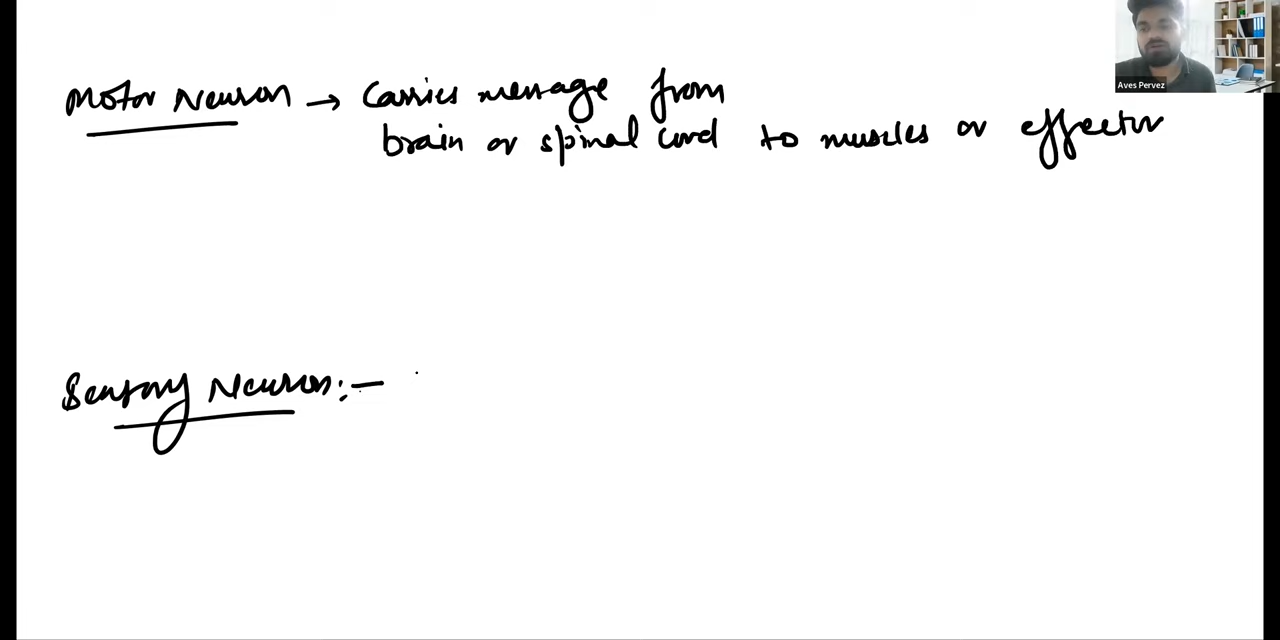 Aves Pervez
Motor Neuron → Carries message from
brain or spinal cord to muscles or effector
Sensory Neuron:-